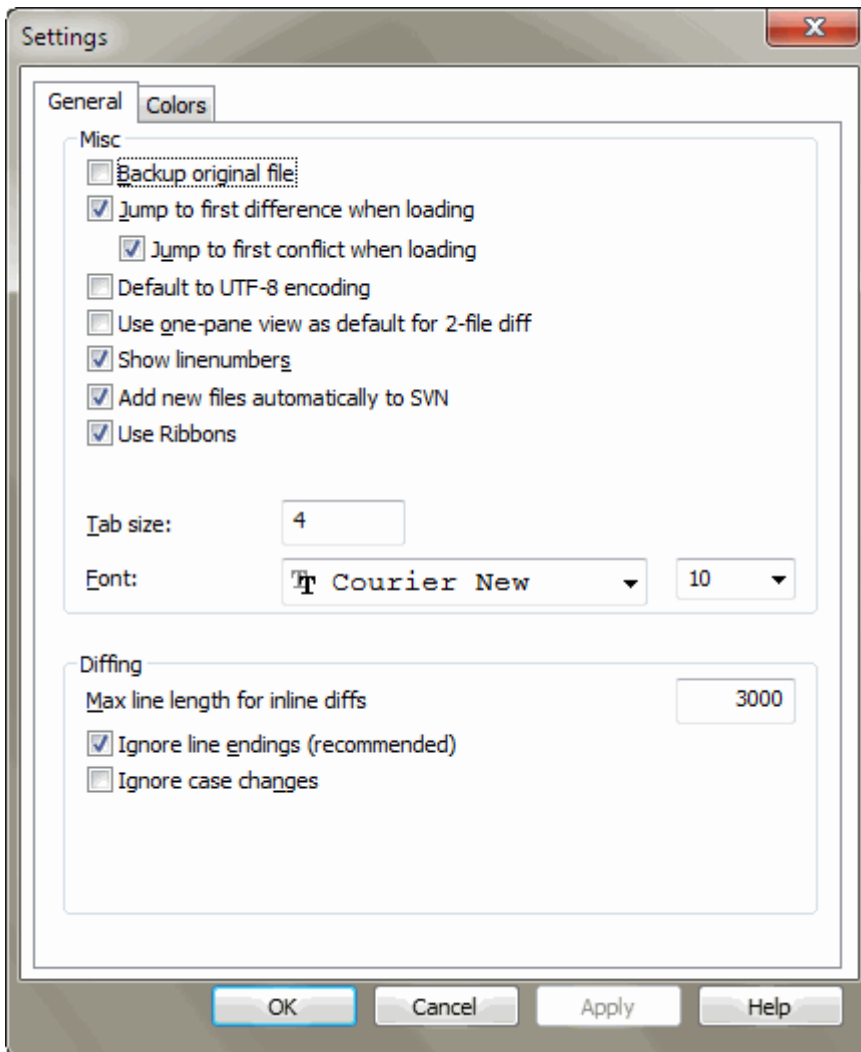 Settings
General Colors
Misc
Backup original file
Jump to first difference when loading
Jump to first conflict when loading
Default to UTF-8 encoding
Use one-pane view as default for 2-file diff
Show linenumbers
Add new files automatically to SVN
Use Ribbons
Tab size: 4
Font: Courier New 10
Diffing
Max line length for inline diffs 3000
Ignore line endings (recommended)
Ignore case changes
OK Cancel Apply Help